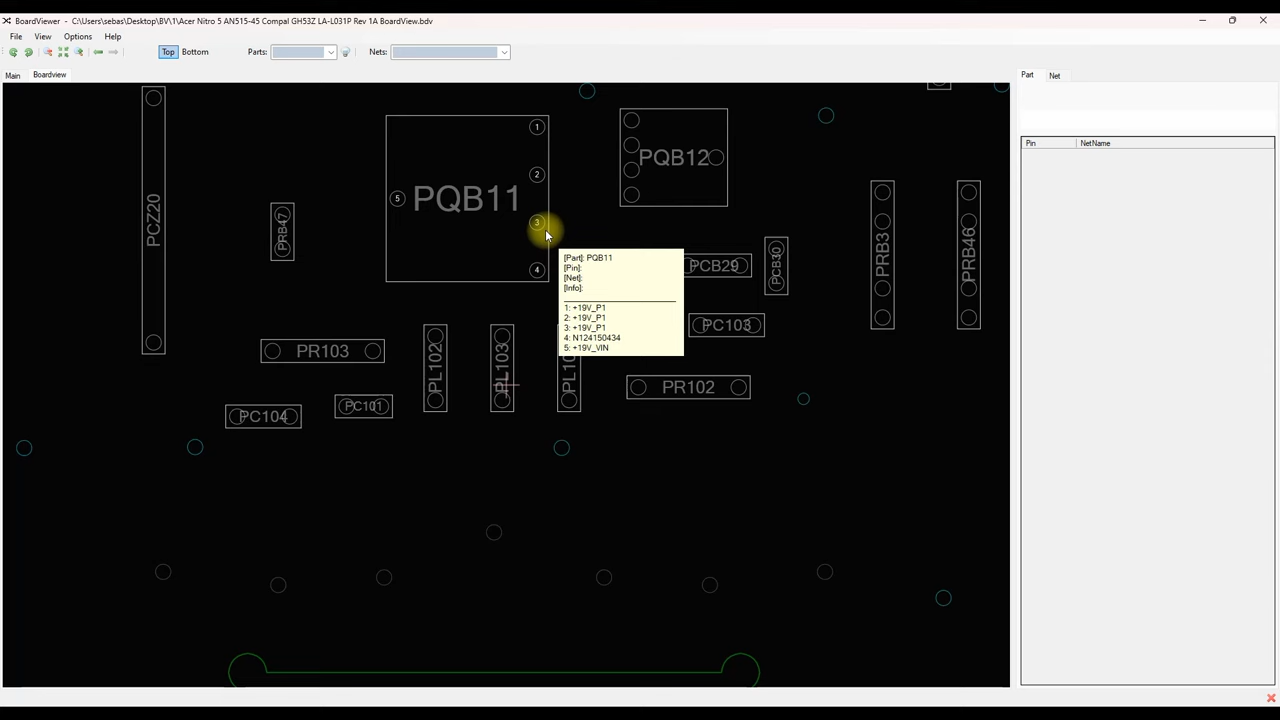 BoardViewer - C:\Users\sebas\Desktop\BV\1\Acer Nitro 5 AN515-45 Compal GH53Z LA-L031P Rev 1A BoardView.bdv
File View Options Help
Top Bottom Parts: Nets:
Main Boardview
Part Net
Pin NetName
PCZ20
PRB47
PQB11
1
2
3
4
5
PQB12
PCB29
PCB30
PRB3
PRB46
PC103
PR103
PL102
PL103
PL10
PR102
PC104
PC101
[Part]: PQB11
[Pin]:
[Net]:
[Info]:
1: +19V_P1
2: +19V_P1
3: +19V_P1
4: N124150434
5: +19V_VIN